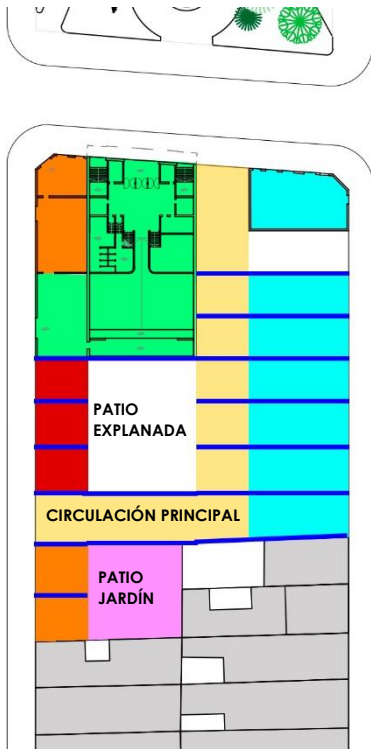 PATIO
EXPLANADA
CIRCULACIÓN PRINCIPAL
PATIO
JARDÍN